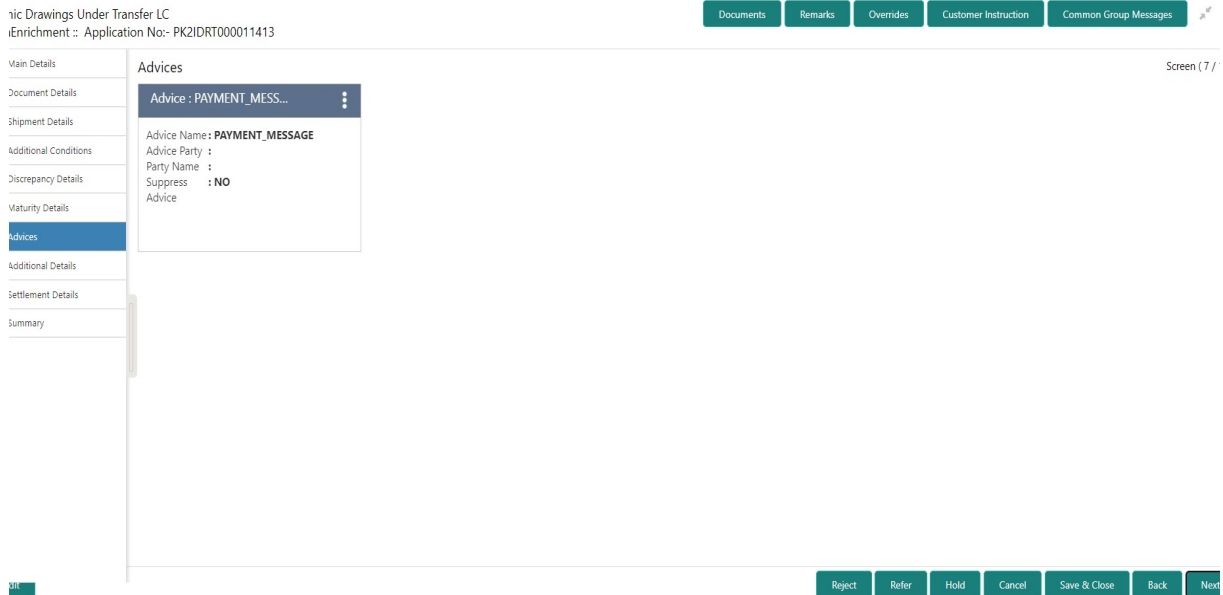 nic Drawings Under Transfer LC
Enrichment :: Application No:- PK2IDRT000011413
Documents
Remarks
Overrides
Customer Instruction
Common Group Messages
Main Details
Document Details
Shipment Details
Additional Conditions
Discrepancy Details
Maturity Details
Advices
Additional Details
Settlement Details
Summary
Advices
Screen ( 7 / 1
Advice : PAYMENT_MESS...
Advice Name : PAYMENT_MESSAGE
Advice Party :
Party Name :
Suppress : NO
Advice
Reject
Refer
Hold
Cancel
Save & Close
Back
Next